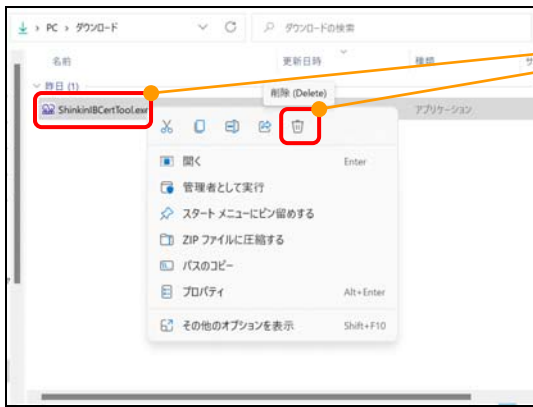 PC › ダウンロード
ダウンロードの検索
名前
更新日時
種類
昨日 (1)
削除 (Delete)
ShinkinIBCertTool.exe
アプリケーション
開く Enter
管理者として実行
スタート メニューにピン留めする
ZIP ファイルに圧縮する
パスのコピー
プロパティ Alt+Enter
その他のオプションを表示 Shift+F10